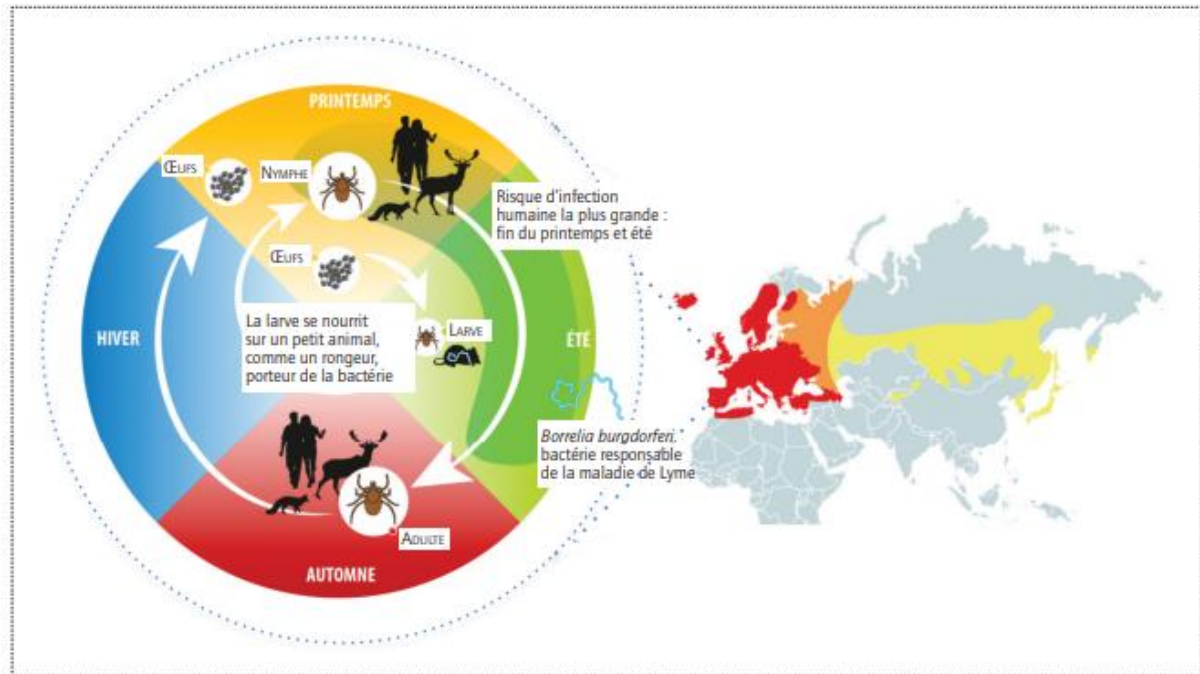 PRINTEMPS
ŒUFS
NYMPHE
Risque d'infection
humaine la plus grande :
fin du printemps et été
ŒUFS
HIVER
La larve se nourrit
sur un petit animal,
comme un rongeur,
porteur de la bactérie
LARVE
ÉTÉ
Borrelia burgdorferi,
bactérie responsable
de la maladie de Lyme
ADULTE
AUTOMNE